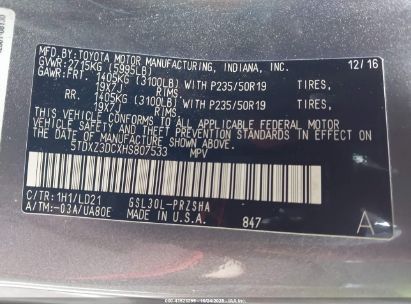 MFD.BY:TOYOTA MOTOR MANUFACTURING, INDIANA, INC.
GVWR:2715KG (5995LB) 12/16
GAWR:FRT. 1405KG (3100LB) WITH P235/50R19 TIRES,
19X7J RIMS,
RR. 1405KG (3100LB) WITH P235/50R19 TIRES,
19X7J RIMS,
THIS VEHICLE CONFORMS TO ALL APPLICABLE FEDERAL MOTOR
VEHICLE SAFETY AND THEFT PREVENTION STANDARDS IN EFFECT
ON THE DATE OF MANUFACTURE SHOWN ABOVE.
5TDXZ3DCXHS807533 MPV
C/TR:1H1/LD21 GSL30L-PRZSHA
A/TM:-03A/UA80E MADE IN U.S.A. 847 A